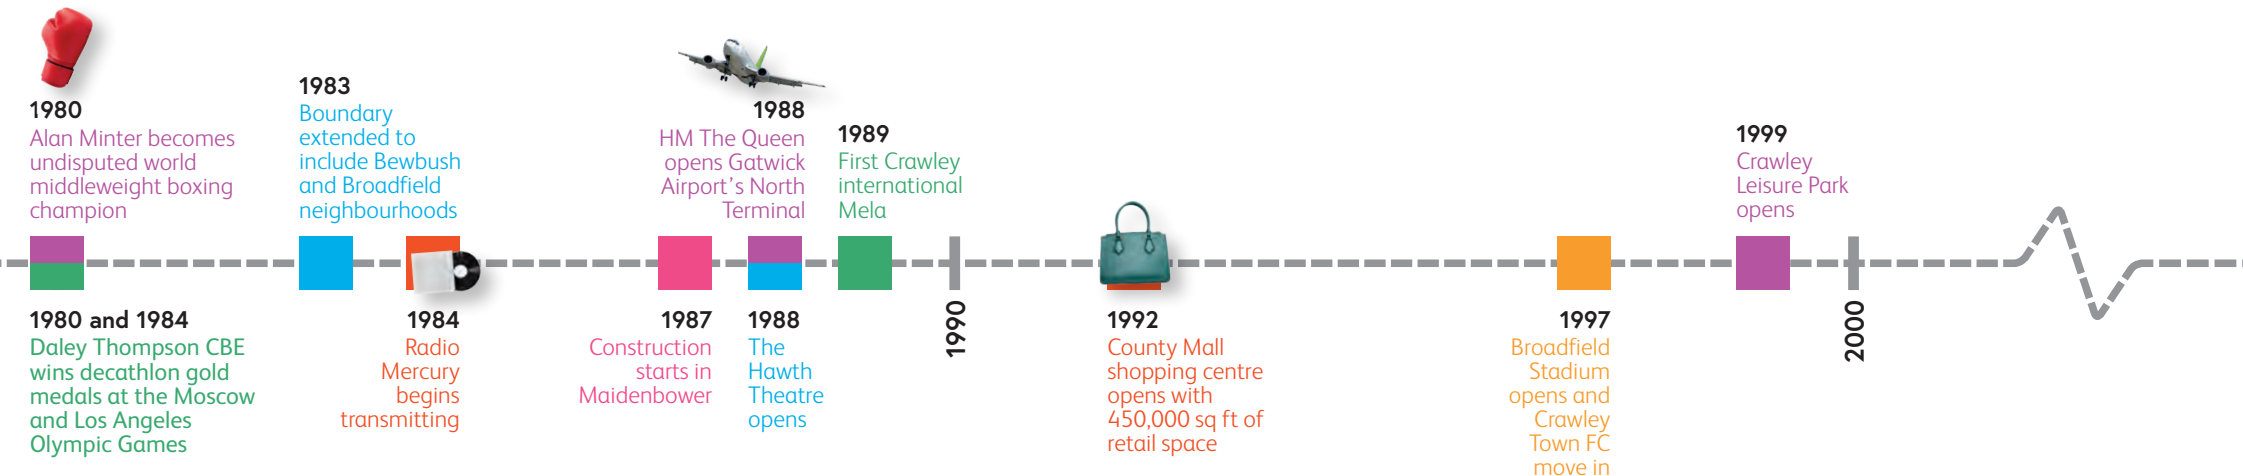 1980
Alan Minter becomes
undisputed world
middleweight boxing
champion
1980 and 1984
Daley Thompson CBE
wins decathlon gold
medals at the Moscow
and Los Angeles
Olympic Games
1983
Boundary
extended to
include Bewbush
and Broadfield
neighbourhoods
1984
Radio
Mercury
begins
transmitting
1987
Construction
starts in
Maidenbower
1988
HM The Queen
opens Gatwick
Airport’s North
Terminal
1988
The
Hawth
Theatre
opens
1989
First Crawley
international
Mela
1990
1992
County Mall
shopping centre
opens with
450,000 sq ft of
retail space
1997
Broadfield
Stadium
opens and
Crawley
Town FC
move in
1999
Crawley
Leisure Park
opens
2000